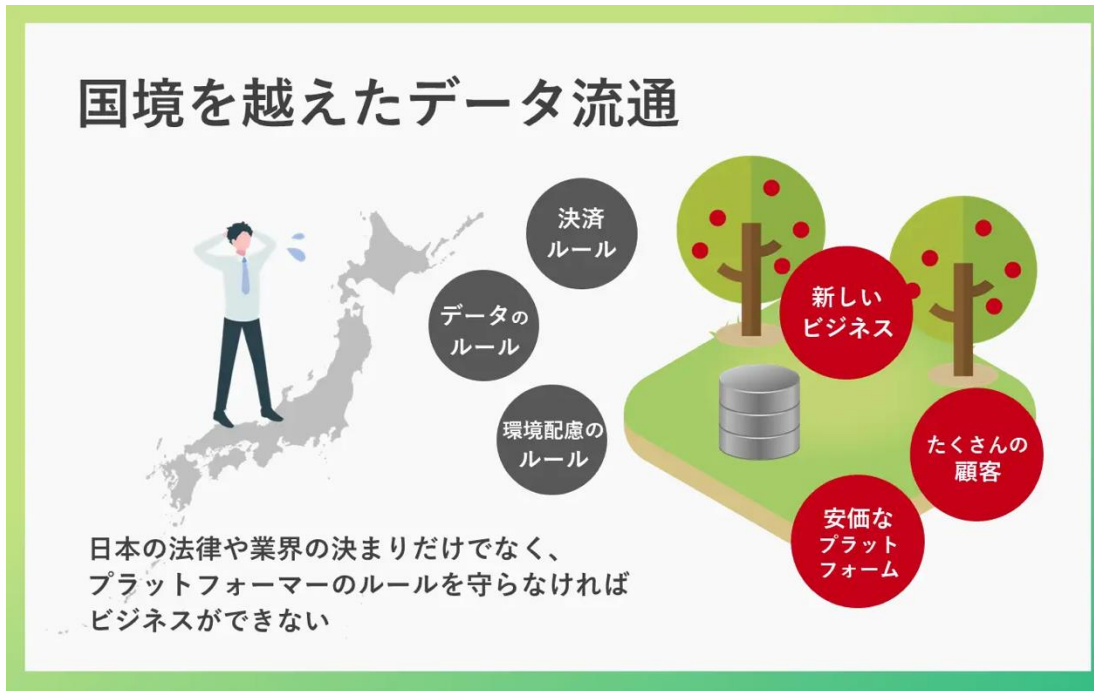 国境を越えたデータ流通
決済
ルール
データの
ルール
環境配慮の
ルール
新しい
ビジネス
たくさんの
顧客
安価な
プラット
フォーム
日本の法律や業界の決まりだけでなく、
プラットフォーマーのルールを守らなければ
ビジネスができない